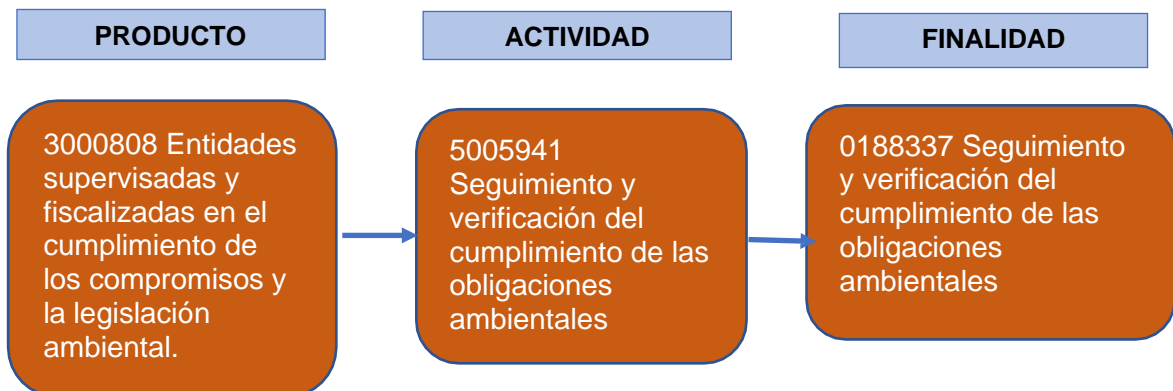 PRODUCTO
3000808 Entidades
supervisadas y
fiscalizadas en el
cumplimiento de
los compromisos y
la legislación
ambiental.
ACTIVIDAD
5005941
Seguimiento y
verificación del
cumplimiento de las
obligaciones
ambientales
FINALIDAD
0188337 Seguimiento
y verificación del
cumplimiento de las
obligaciones
ambientales